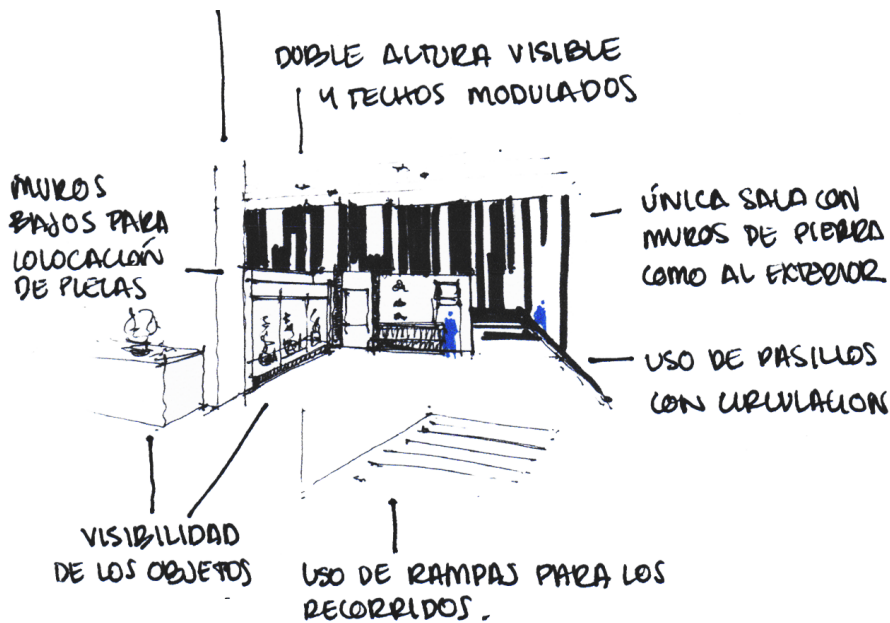 DOBLE ALTURA VISIBLE
Y TECHOS MODULADOS
MUROS
BAJOS PARA
COLOCACIÓN
DE PIEZAS
ÚNICA SALA CON
MUROS DE PIEDRA
COMO AL EXTERIOR
USO DE PASILLOS
CON CIRCULACION
VISIBILIDAD
DE LOS OBJETOS
USO DE RAMPAS PARA LOS
RECORRIDOS.